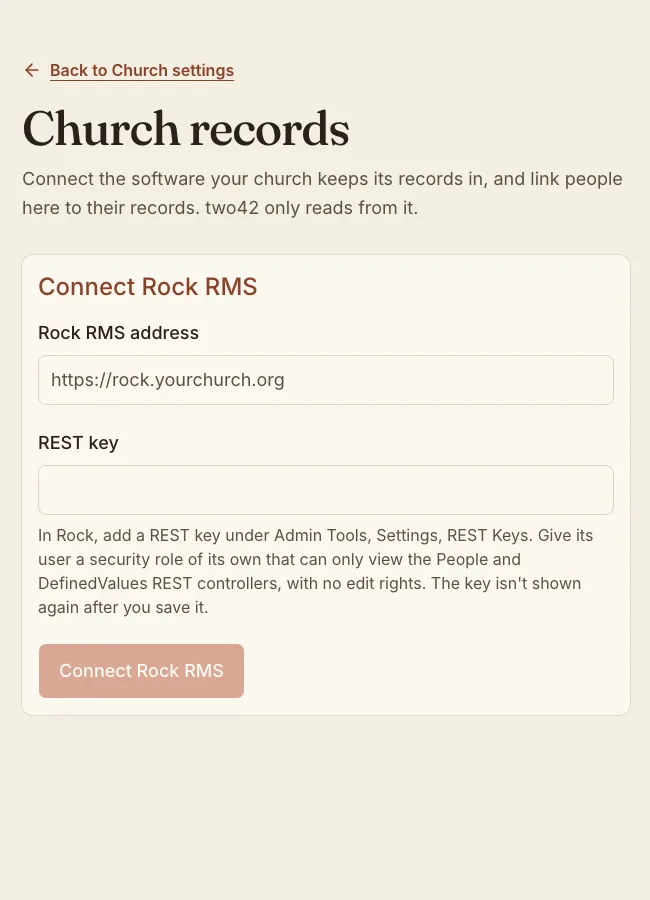 ← Back to Church settings
Church records
Connect the software your church keeps its records in, and link people
here to their records. two42 only reads from it.
Connect Rock RMS
Rock RMS address
https://rock.yourchurch.org
REST key
In Rock, add a REST key under Admin Tools, Settings, REST Keys. Give its
user a security role of its own that can only view the People and
DefinedValues REST controllers, with no edit rights. The key isn't shown
again after you save it.
Connect Rock RMS